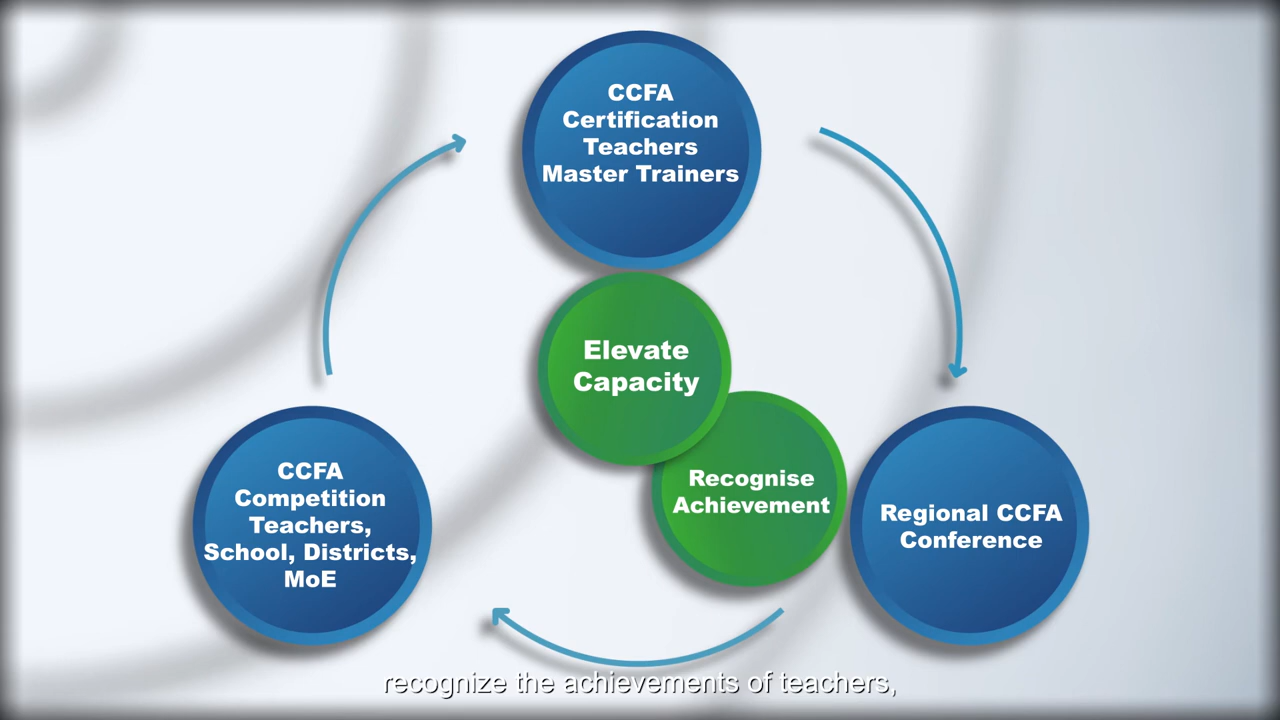 CCFA
Certification
Teachers
Master Trainers
Elevate
Capacity
Recognise
Achievement
Regional CCFA
Conference
CCFA
Competition
Teachers,
School, Districts,
MoE
recognize the achievements of teachers,